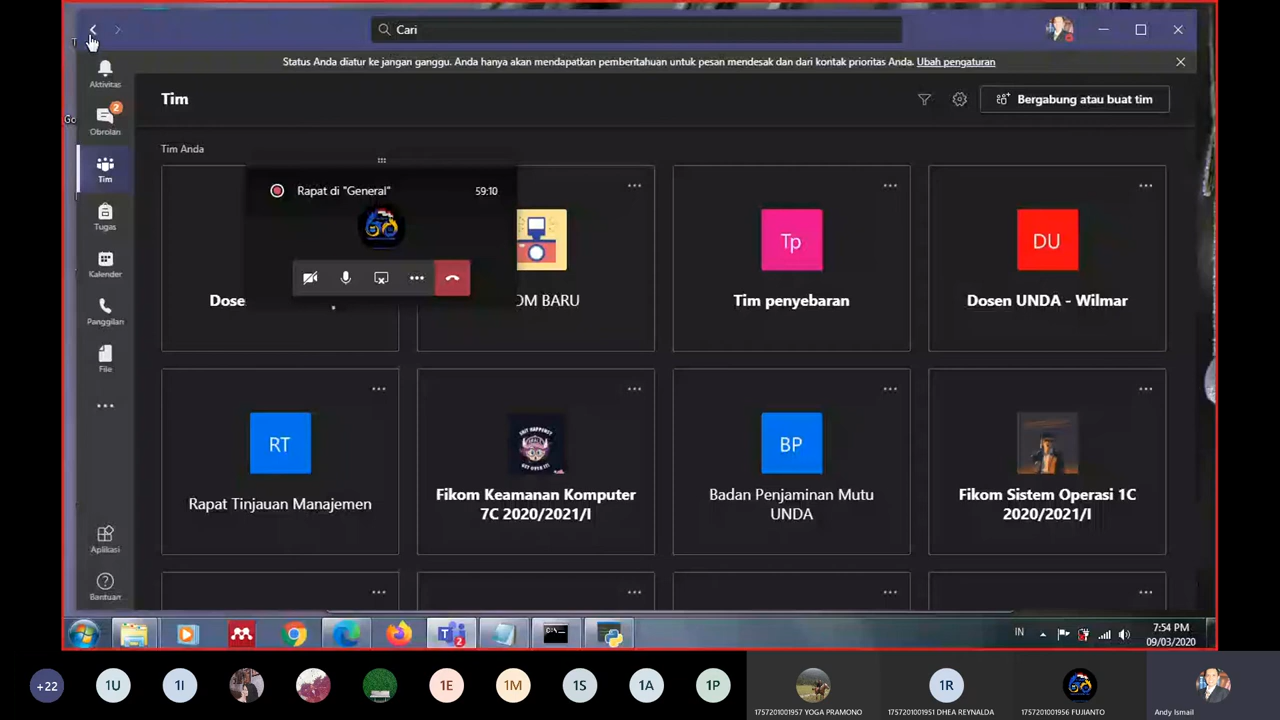 Cari
Status Anda diatur ke jangan ganggu. Anda hanya akan mendapatkan pemberitahuan untuk pesan mendesak dan dari kontak prioritas Anda. Ubah pengaturan
Aktivitas
2
Obrolan
Tim
Tugas
Kalender
Panggilan
File
Aplikasi
Bantuan
Tim
Bergabung atau buat tim
Tim Anda
Rapat di "General"
59:10
Dose
OM BARU
Tp
Tim penyebaran
DU
Dosen UNDA - Wilmar
RT
Rapat Tinjauan Manajemen
Fikom Keamanan Komputer
7C 2020/2021/I
BP
Badan Penjaminan Mutu
UNDA
Fikom Sistem Operasi 1C
2020/2021/I
2
IN
7:54 PM
09/03/2020
+22
1U
1I
1E
1M
1S
1A
1P
1757201001957 YOGA PRAMONO
1R
1757201001951 DHEA REYNALDA
1757201001956 FUJIANTO
Andy Ismail